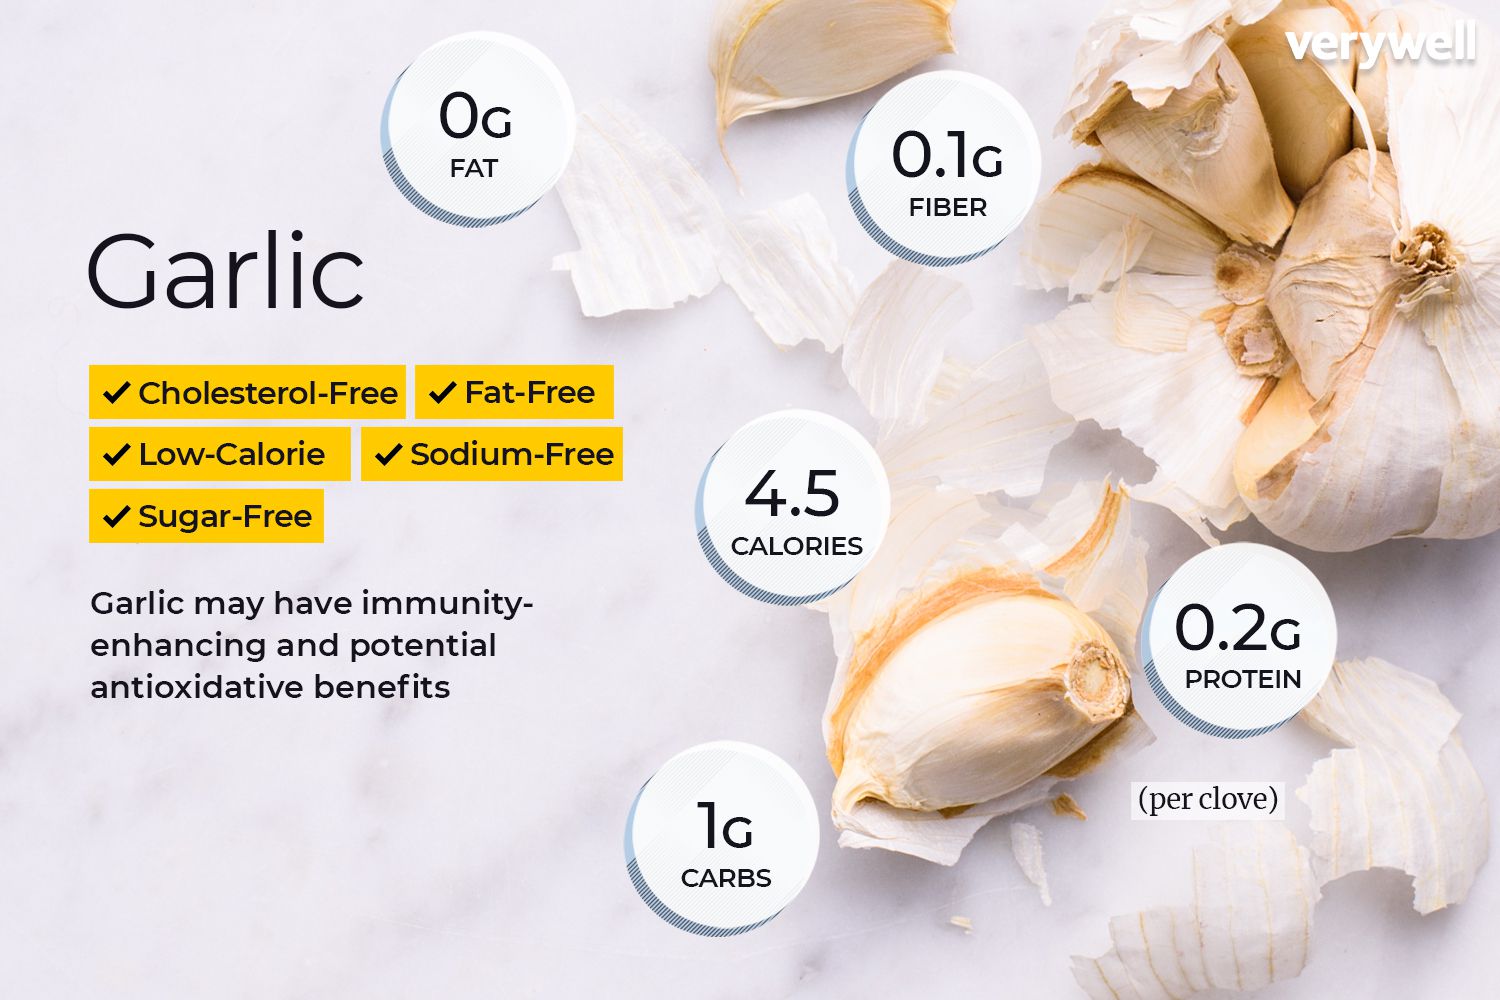 verywell
0G
FAT
0.1G
FIBER
Garlic
✓ Cholesterol-Free ✓ Fat-Free
✓ Low-Calorie ✓ Sodium-Free
✓ Sugar-Free
4.5
CALORIES
Garlic may have immunity-
enhancing and potential
antioxidative benefits
0.2G
PROTEIN
(per clove)
1G
CARBS